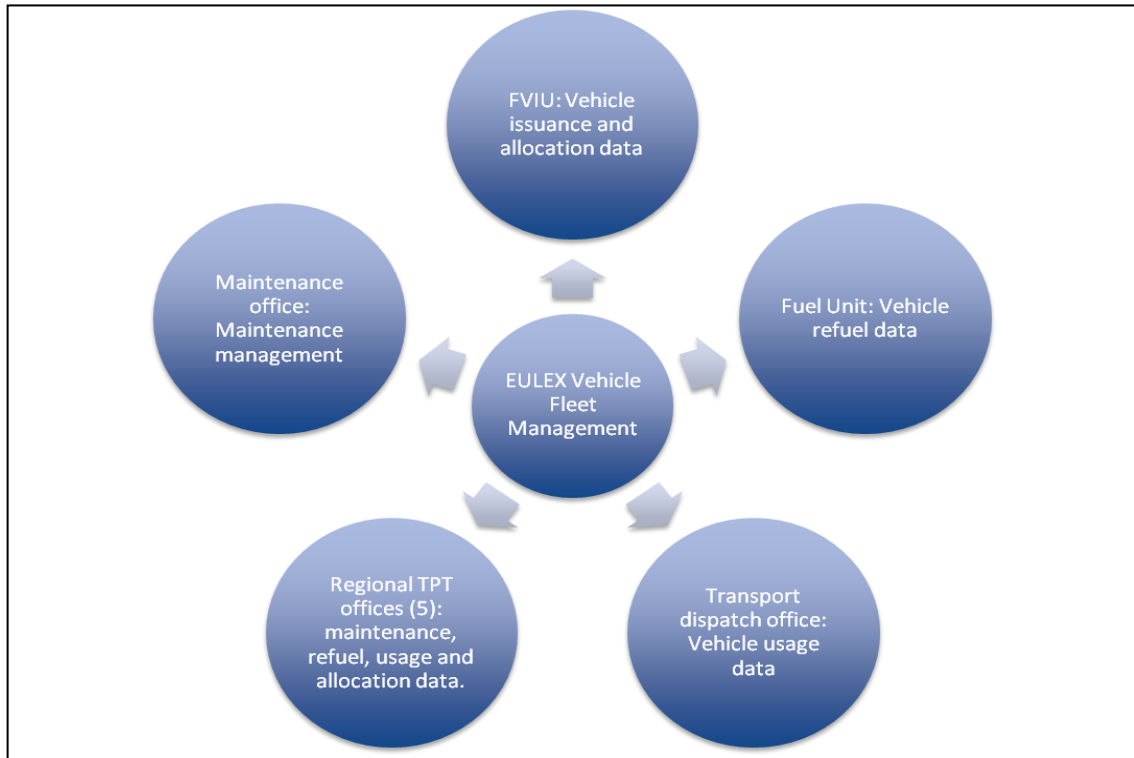 FVIU: Vehicle
issuance and
allocation data
Maintenance
office:
Maintenance
management
Fuel Unit: Vehicle
refuel data
EULEX Vehicle
Fleet
Management
Regional TPT
offices (5):
maintenance,
refuel, usage and
allocation data.
Transport
dispatch office:
Vehicle usage
data